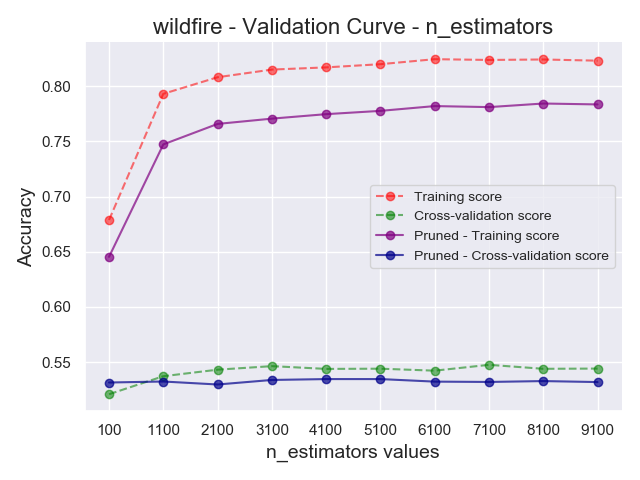 wildfire - Validation Curve - n_estimators
Accuracy
0.80
0.75
0.70
0.65
0.60
0.55
Training score
Cross-validation score
Pruned - Training score
Pruned - Cross-validation score
100 1100 2100 3100 4100 5100 6100 7100 8100 9100
n_estimators values